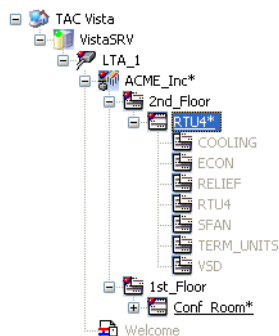 TAC Vista
VistaSRV
LTA_1
ACME_Inc*
2nd_Floor
RTU4*
COOLING
ECON
RELIEF
RTU4
SFAN
TERM_UNITS
VSD
1st_Floor
Conf_Room*
Welcome